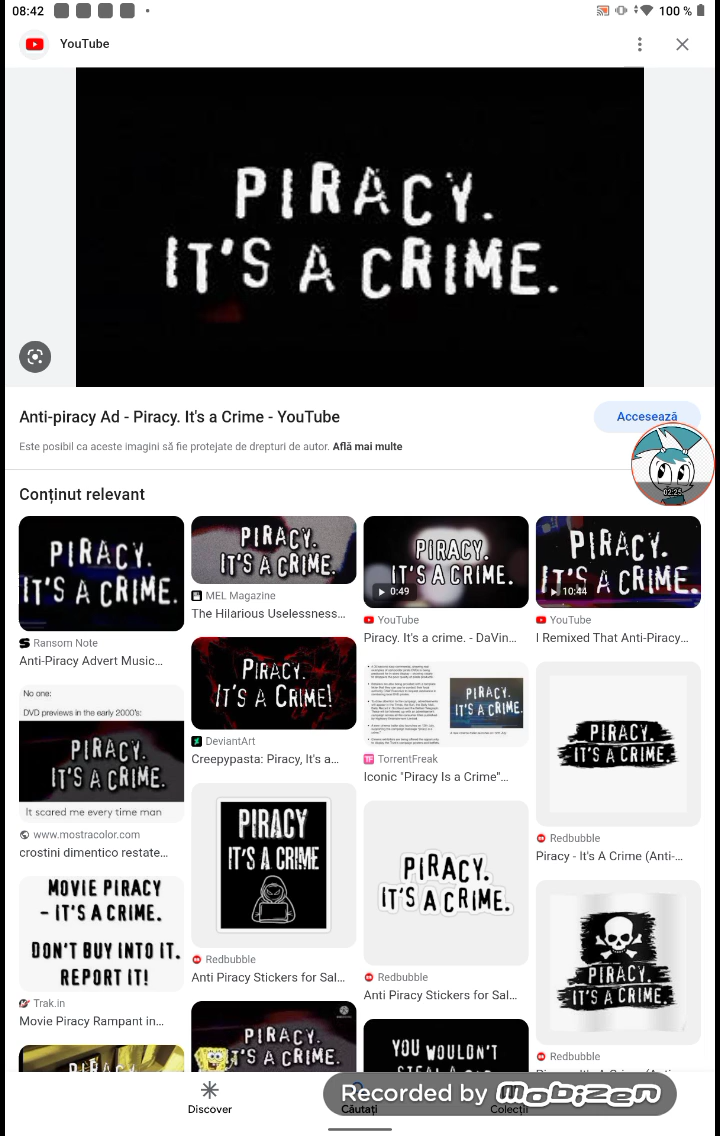 08:42
100 %
YouTube
PIRACY.
IT'S A CRIME.
Anti-piracy Ad - Piracy. It's a Crime - YouTube
Accesează
Este posibil ca aceste imagini să fie protejate de drepturi de autor. Află mai multe
02:25
Conținut relevant
PIRACY.
IT'S A CRIME.
Ransom Note
Anti-Piracy Advert Music...
No one:
DVD previews in the early 2000's:
PIRACY.
IT'S A CRIME.
It scared me every time man
www.mostracolor.com
crostini dimentico restate...
MOVIE PIRACY
- IT'S A CRIME.
DON'T BUY INTO IT.
REPORT IT!
Trak.in
Movie Piracy Rampant in...
PIRACY.
IT'S A CRIME.
MEL Magazine
The Hilarious Uselessness...
PIRACY.
IT'S A CRIME!
DeviantArt
Creepypasta: Piracy, It's a...
PIRACY
IT'S A CRIME
Redbubble
Anti Piracy Stickers for Sal...
PIRACY.
IT'S A CRIME.
PIRACY.
IT'S A CRIME.
0:49
YouTube
Piracy. It's a crime. - DaVin...
PIRACY.
IT'S A CRIME.
TF
TorrentFreak
Iconic "Piracy Is a Crime"...
PIRACY.
IT'S A CRIME.
Redbubble
Anti Piracy Stickers for Sal...
YOU WOULDN'T
PIRACY.
IT'S A CRIME.
10:44
YouTube
I Remixed That Anti-Piracy...
PIRACY.
IT'S A CRIME.
Redbubble
Piracy - It's A Crime (Anti-...
PIRACY.
IT'S A CRIME.
Redbubble
Discover
Căutați
Colecții
Recorded by Mobizen